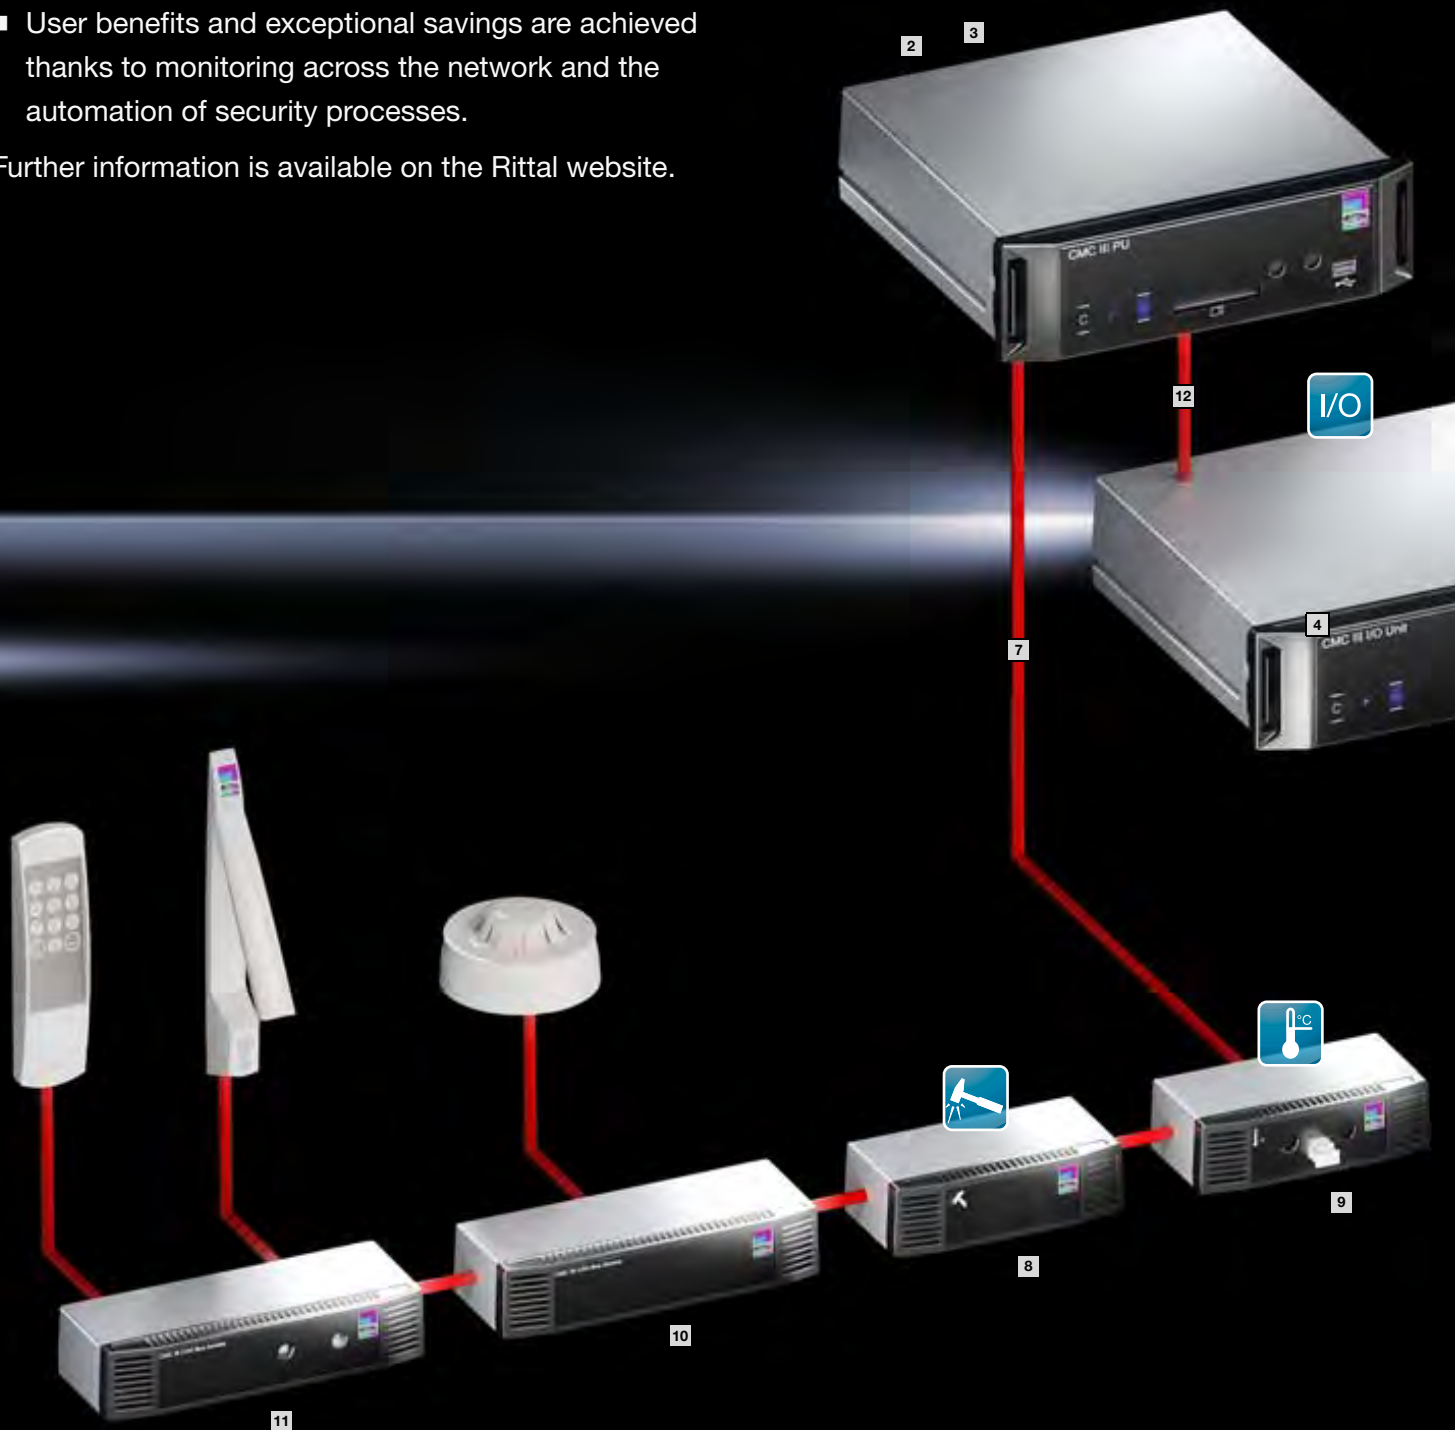 ■ User benefits and exceptional savings are achieved
thanks to monitoring across the network and the
automation of security processes.
Further information is available on the Rittal website.
2
3
CMC III PU
C
12
I/O
4
CMC III I/O Unit
C
7
°C
9
8
10
11